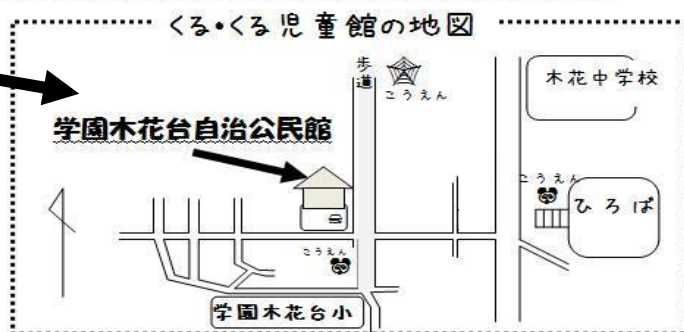 くる・くる児童館の地図
歩道
こうえん
木花中学校
学園木花台自治公民館
こうえん
ひろば
こうえん
学園木花台小